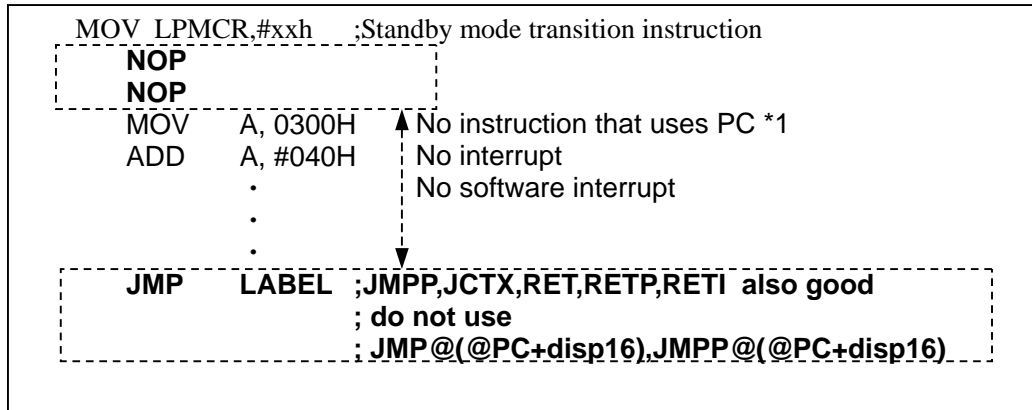 MOV LPMCR,#xxh ;Standby mode transition instruction
NOP
NOP
MOV A, 0300H No instruction that uses PC *1
ADD A, #040H No interrupt
・ No software interrupt
・
・
JMP LABEL ;JMPP,JCTX,RET,RETP,RETI also good
; do not use
; JMP@(@PC+disp16),JMPP@(@PC+disp16)